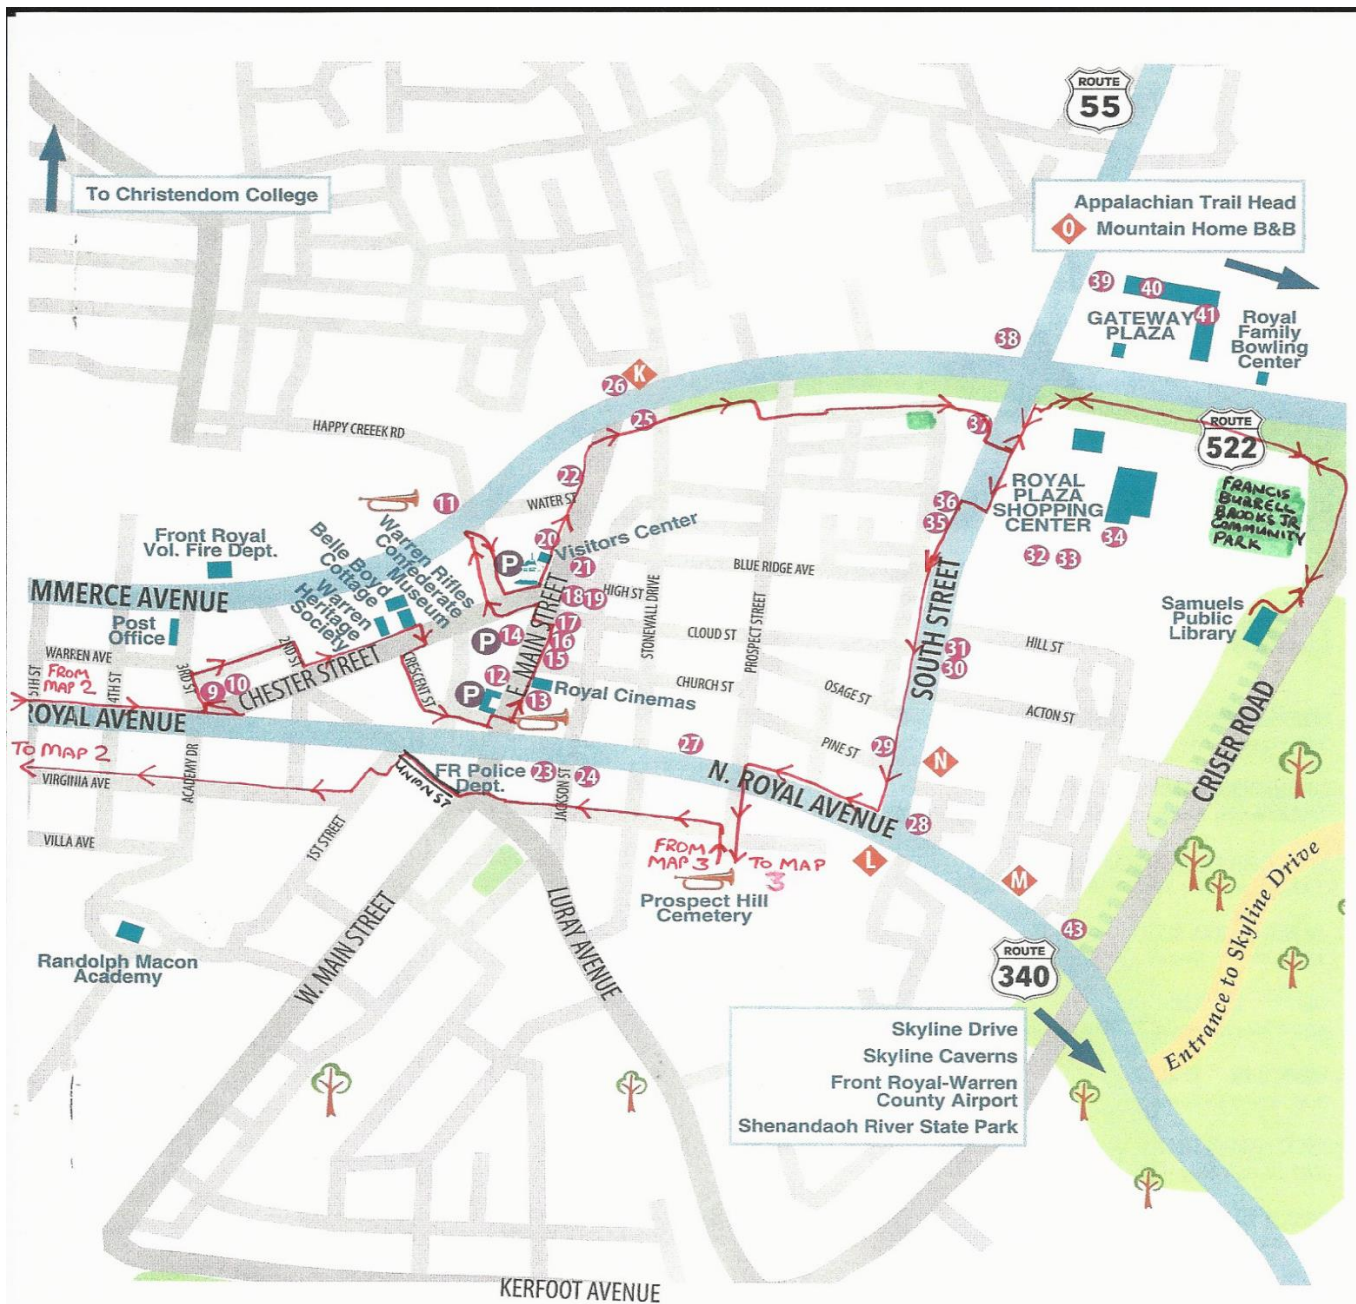 ROUTE
55
To Christendom College
Appalachian Trail Head
O Mountain Home B&B
39
40
41
GATEWAY
PLAZA
Royal
Family
Bowling
Center
38
K
26
25
37
ROUTE
522
HAPPY CREEEK RD
22
WATER ST
11
ROYAL
PLAZA
SHOPPING
CENTER
36
35
34
32
33
FRANCIS
BURRELL
BROOKS JR
COMMUNITY
PARK
Front Royal
Vol. Fire Dept.
Warren Rifles
Confederate
Museum
Belle Boyd
Cottage
Warren
Heritage
Society
20
Visitors Center
P
21
BLUE RIDGE AVE
MMERCE AVENUE
Post
Office
HIGH ST
18
19
17
16
15
14
P
CLOUD ST
STONEWALL DRIVE
PROSPECT STREET
SOUTH STREET
Samuels
Public
Library
HILL ST
31
30
WARREN AVE
FROM
MAP 2
5TH ST
4TH ST
3RD ST
2ND ST
9
10
CHESTER STREET
CRESCENT ST
E. MAIN STREET
12
P
13
Royal Cinemas
CHURCH ST
OSAGE ST
ACTON ST
ROYAL AVENUE
TO MAP 2
27
PINE ST
29
N
CRISER ROAD
VIRGINIA AVE
ACADEMY DR
UNION ST
FR Police
Dept.
23
JACKSON ST
24
N. ROYAL AVENUE
28
VILLA AVE
1ST STREET
FROM
MAP 3
TO MAP
3
L
M
Prospect Hill
Cemetery
43
ROUTE
340
Entrance to Skyline Drive
Randolph Macon
Academy
W. MAIN STREET
LURAY AVENUE
Skyline Drive
Skyline Caverns
Front Royal-Warren
County Airport
Shenandaoh River State Park
KERFOOT AVENUE